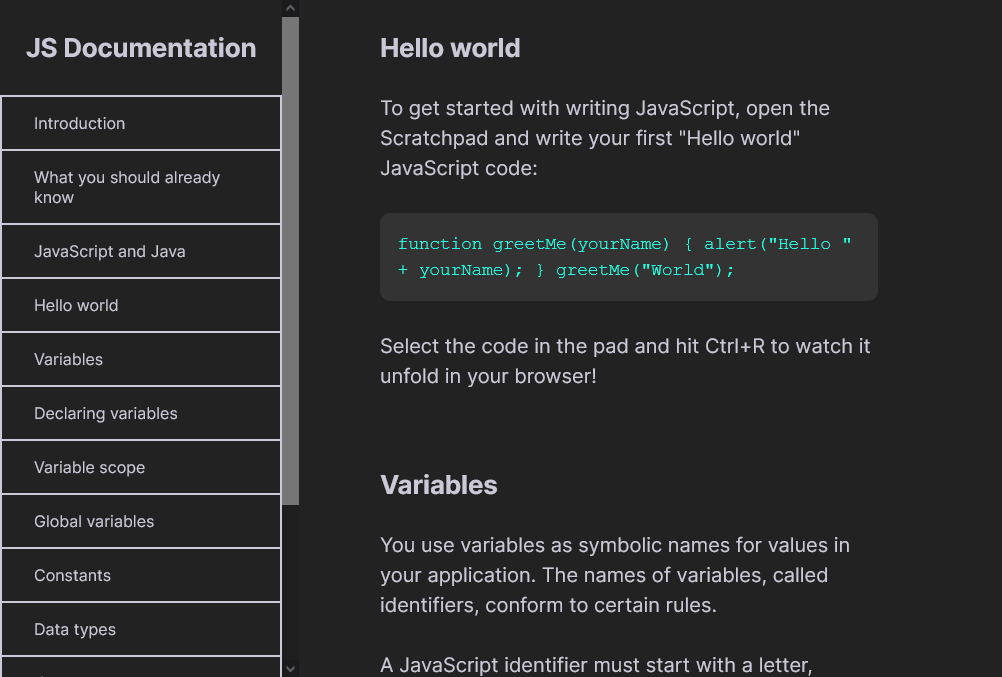 JS Documentation
Introduction
What you should already
know
JavaScript and Java
Hello world
Variables
Declaring variables
Variable scope
Global variables
Constants
Data types
Hello world
To get started with writing JavaScript, open the
Scratchpad and write your first "Hello world"
JavaScript code:
function greetMe(yourName) { alert("Hello "
+ yourName); } greetMe("World");
Select the code in the pad and hit Ctrl+R to watch it
unfold in your browser!
Variables
You use variables as symbolic names for values in
your application. The names of variables, called
identifiers, conform to certain rules.
A JavaScript identifier must start with a letter,